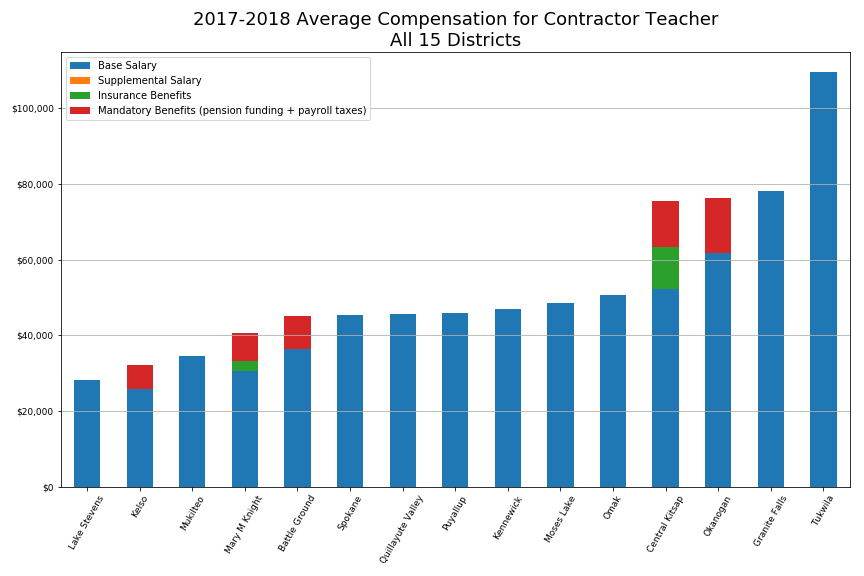 2017-2018 Average Compensation for Contractor Teacher
All 15 Districts
Base Salary
Supplemental Salary
Insurance Benefits
Mandatory Benefits (pension funding + payroll taxes)
$100,000
$80,000
$60,000
$40,000
$20,000
$0
Lake Stevens
Kelso
Mukilteo
Mary M Knight
Battle Ground
Spokane
Quillayute Valley
Puyallup
Kennewick
Moses Lake
Omak
Central Kitsap
Okanogan
Granite Falls
Tukwila